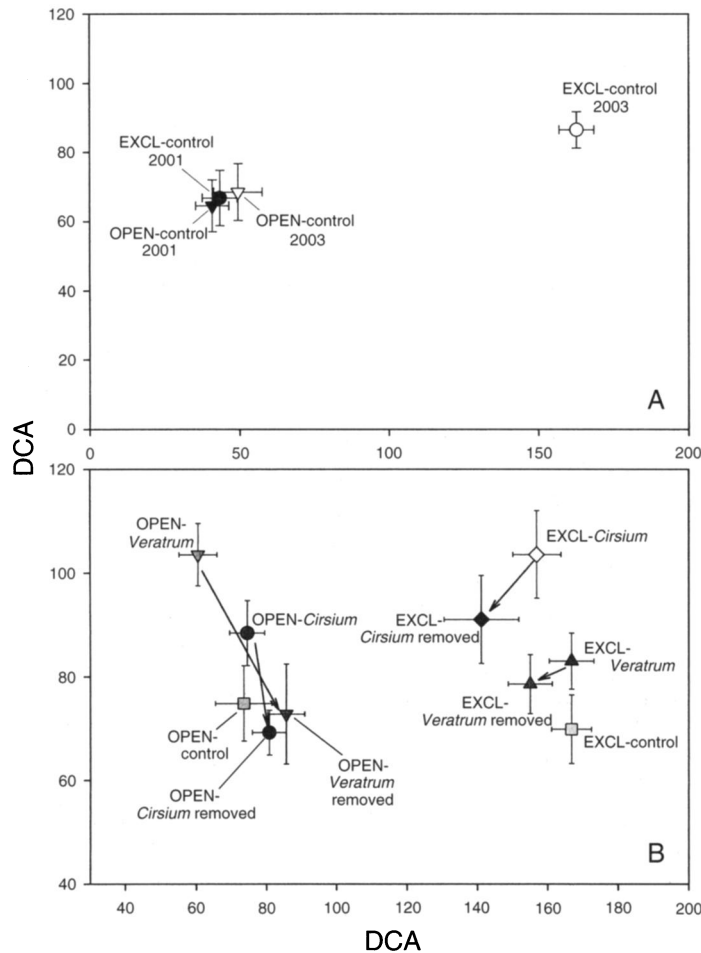 120
100
80
60
40
20
0
EXCL-control
2003
EXCL-control
2001
OPEN-control
2001
OPEN-control
2003
A
0
50
100
150
200
DCA
120
100
80
60
40
OPEN-
Veratrum
OPEN-Cirsium
OPEN-
control
OPEN-
Cirsium removed
OPEN-
Veratrum
removed
EXCL-Cirsium
EXCL-
Cirsium removed
EXCL-
Veratrum
EXCL-
Veratrum removed
EXCL-control
B
40
60
80
100
120
140
160
180
200
DCA